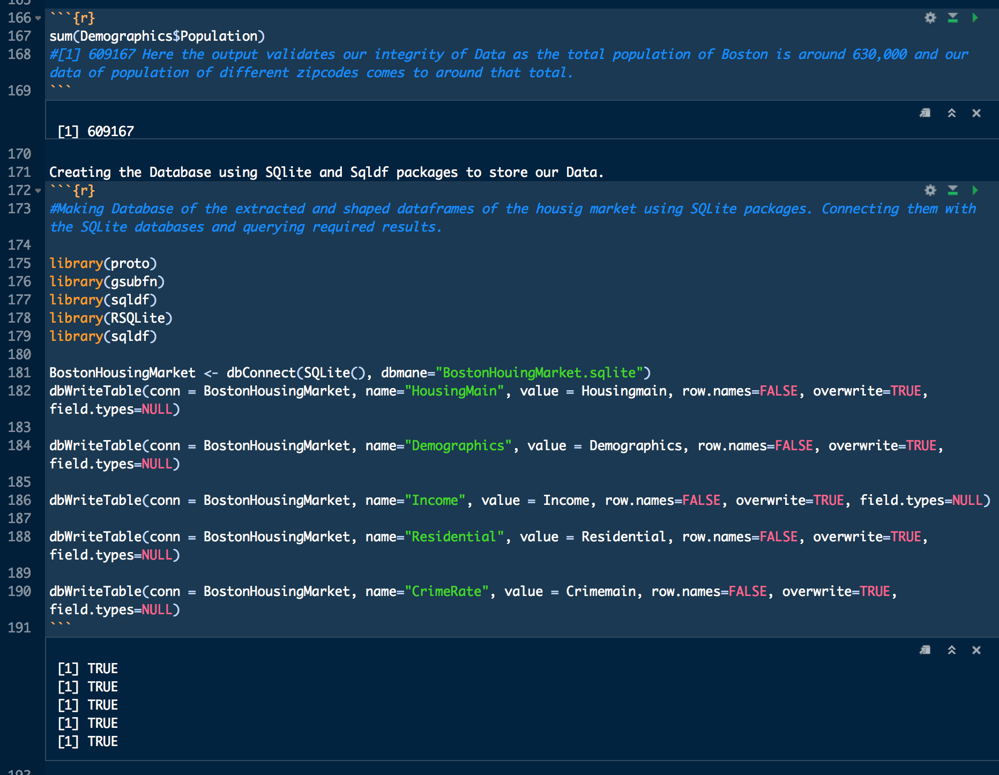 165
166 ```{r}
167 sum(Demographics$Population)
168 #[1] 609167 Here the output validates our integrity of Data as the total population of Boston is around 630,000 and our
data of population of different zipcodes comes to around that total.
169 ```
[1] 609167
170
171 Creating the Database using SQlite and Sqldf packages to store our Data.
172 ```{r}
173 #Making Database of the extracted and shaped dataframes of the housig market using SQLite packages. Connecting them with
the SQLite databases and querying required results.
174
175 library(proto)
176 library(gsubfn)
177 library(sqldf)
178 library(RSQLite)
179 library(sqldf)
180
181 BostonHousingMarket <- dbConnect(SQLite(), dbmane="BostonHouingMarket.sqlite")
182 dbWriteTable(conn = BostonHousingMarket, name="HousingMain", value = Housingmain, row.names=FALSE, overwrite=TRUE,
field.types=NULL)
183
184 dbWriteTable(conn = BostonHousingMarket, name="Demographics", value = Demographics, row.names=FALSE, overwrite=TRUE,
field.types=NULL)
185
186 dbWriteTable(conn = BostonHousingMarket, name="Income", value = Income, row.names=FALSE, overwrite=TRUE, field.types=NULL)
187
188 dbWriteTable(conn = BostonHousingMarket, name="Residential", value = Residential, row.names=FALSE, overwrite=TRUE,
field.types=NULL)
189
190 dbWriteTable(conn = BostonHousingMarket, name="CrimeRate", value = Crimemain, row.names=FALSE, overwrite=TRUE,
field.types=NULL)
191 ```
[1] TRUE
[1] TRUE
[1] TRUE
[1] TRUE
[1] TRUE
192